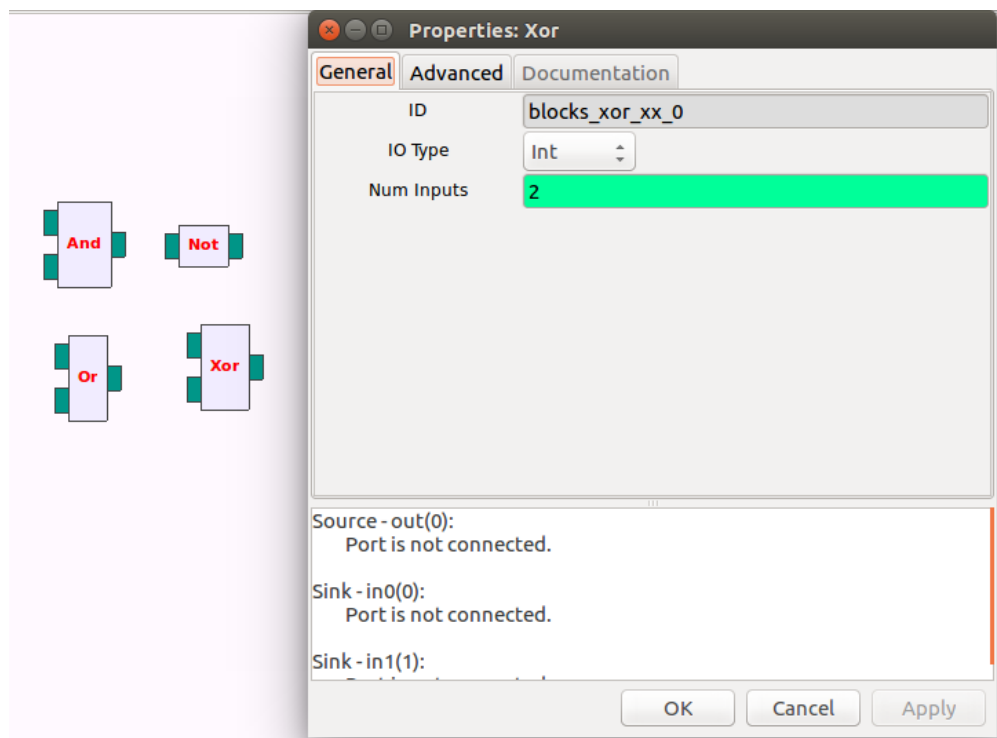 Properties: Xor
General Advanced Documentation
ID blocks_xor_xx_0
IO Type Int
Num Inputs 2
And Not
Or Xor
Source - out(0):
Port is not connected.
Sink - in0(0):
Port is not connected.
Sink - in1(1):
OK Cancel Apply